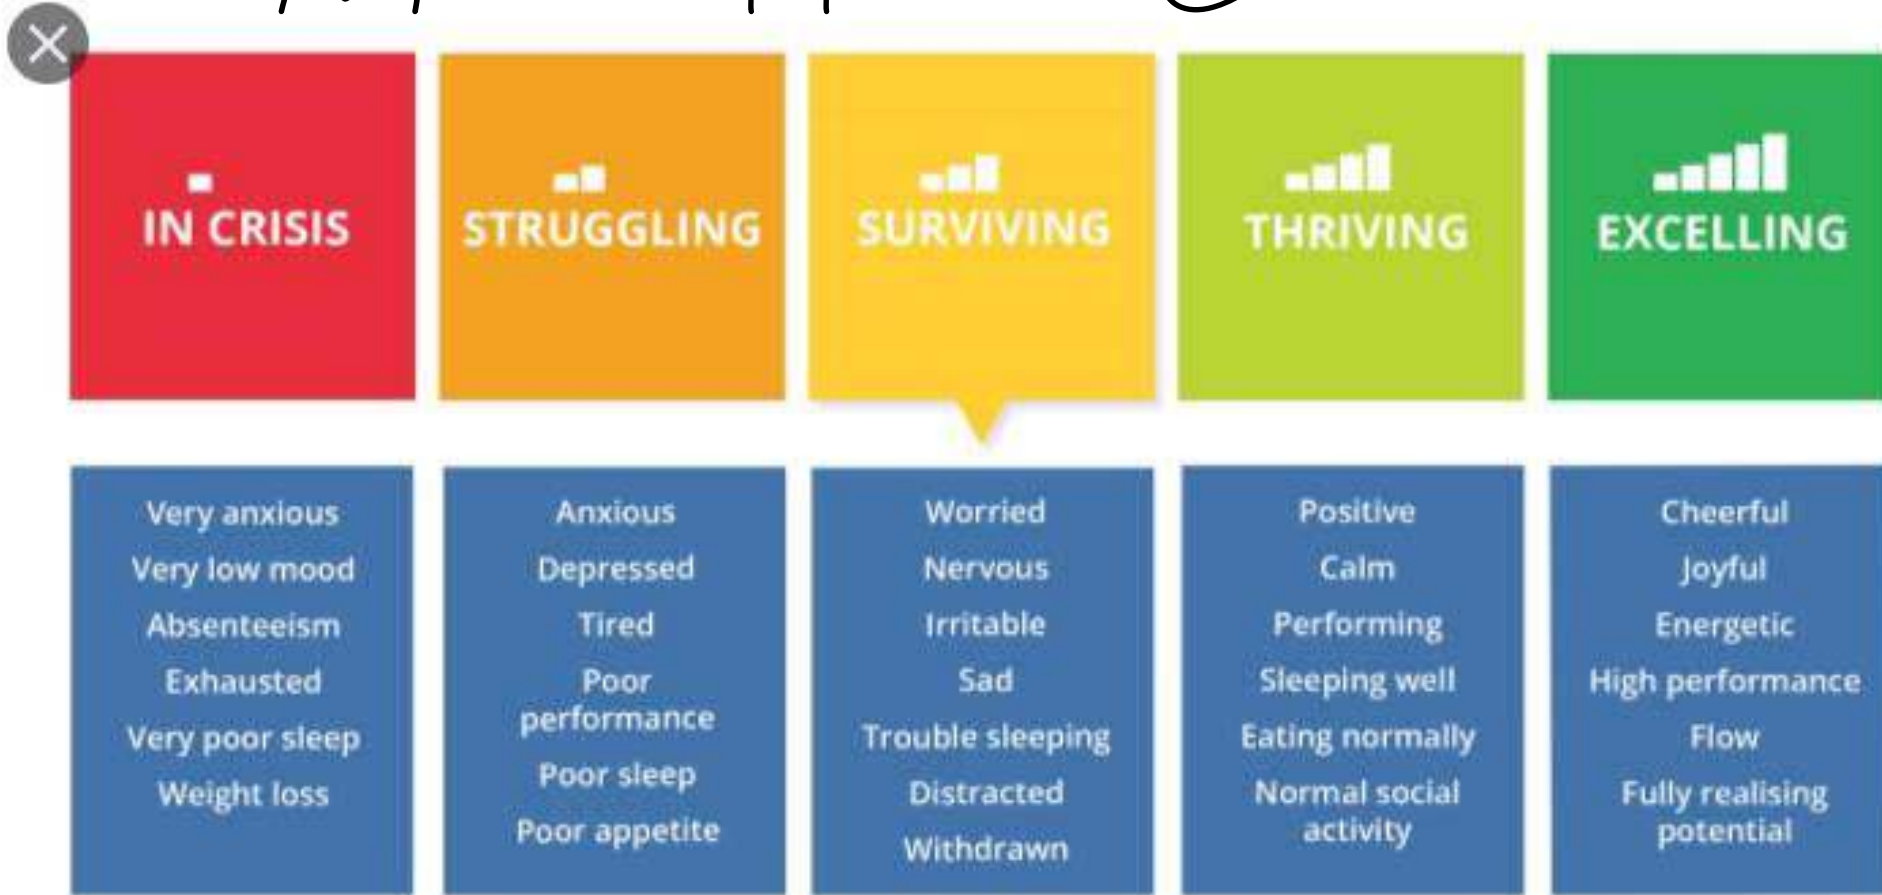 IN CRISIS
STRUGGLING
SURVIVING
THRIVING
EXCELLING
Very anxious
Very low mood
Absenteeism
Exhausted
Very poor sleep
Weight loss
Anxious
Depressed
Tired
Poor
performance
Poor sleep
Poor appetite
Worried
Nervous
Irritable
Sad
Trouble sleeping
Distracted
Withdrawn
Positive
Calm
Performing
Sleeping well
Eating normally
Normal social
activity
Cheerful
Joyful
Energetic
High performance
Flow
Fully realising
potential